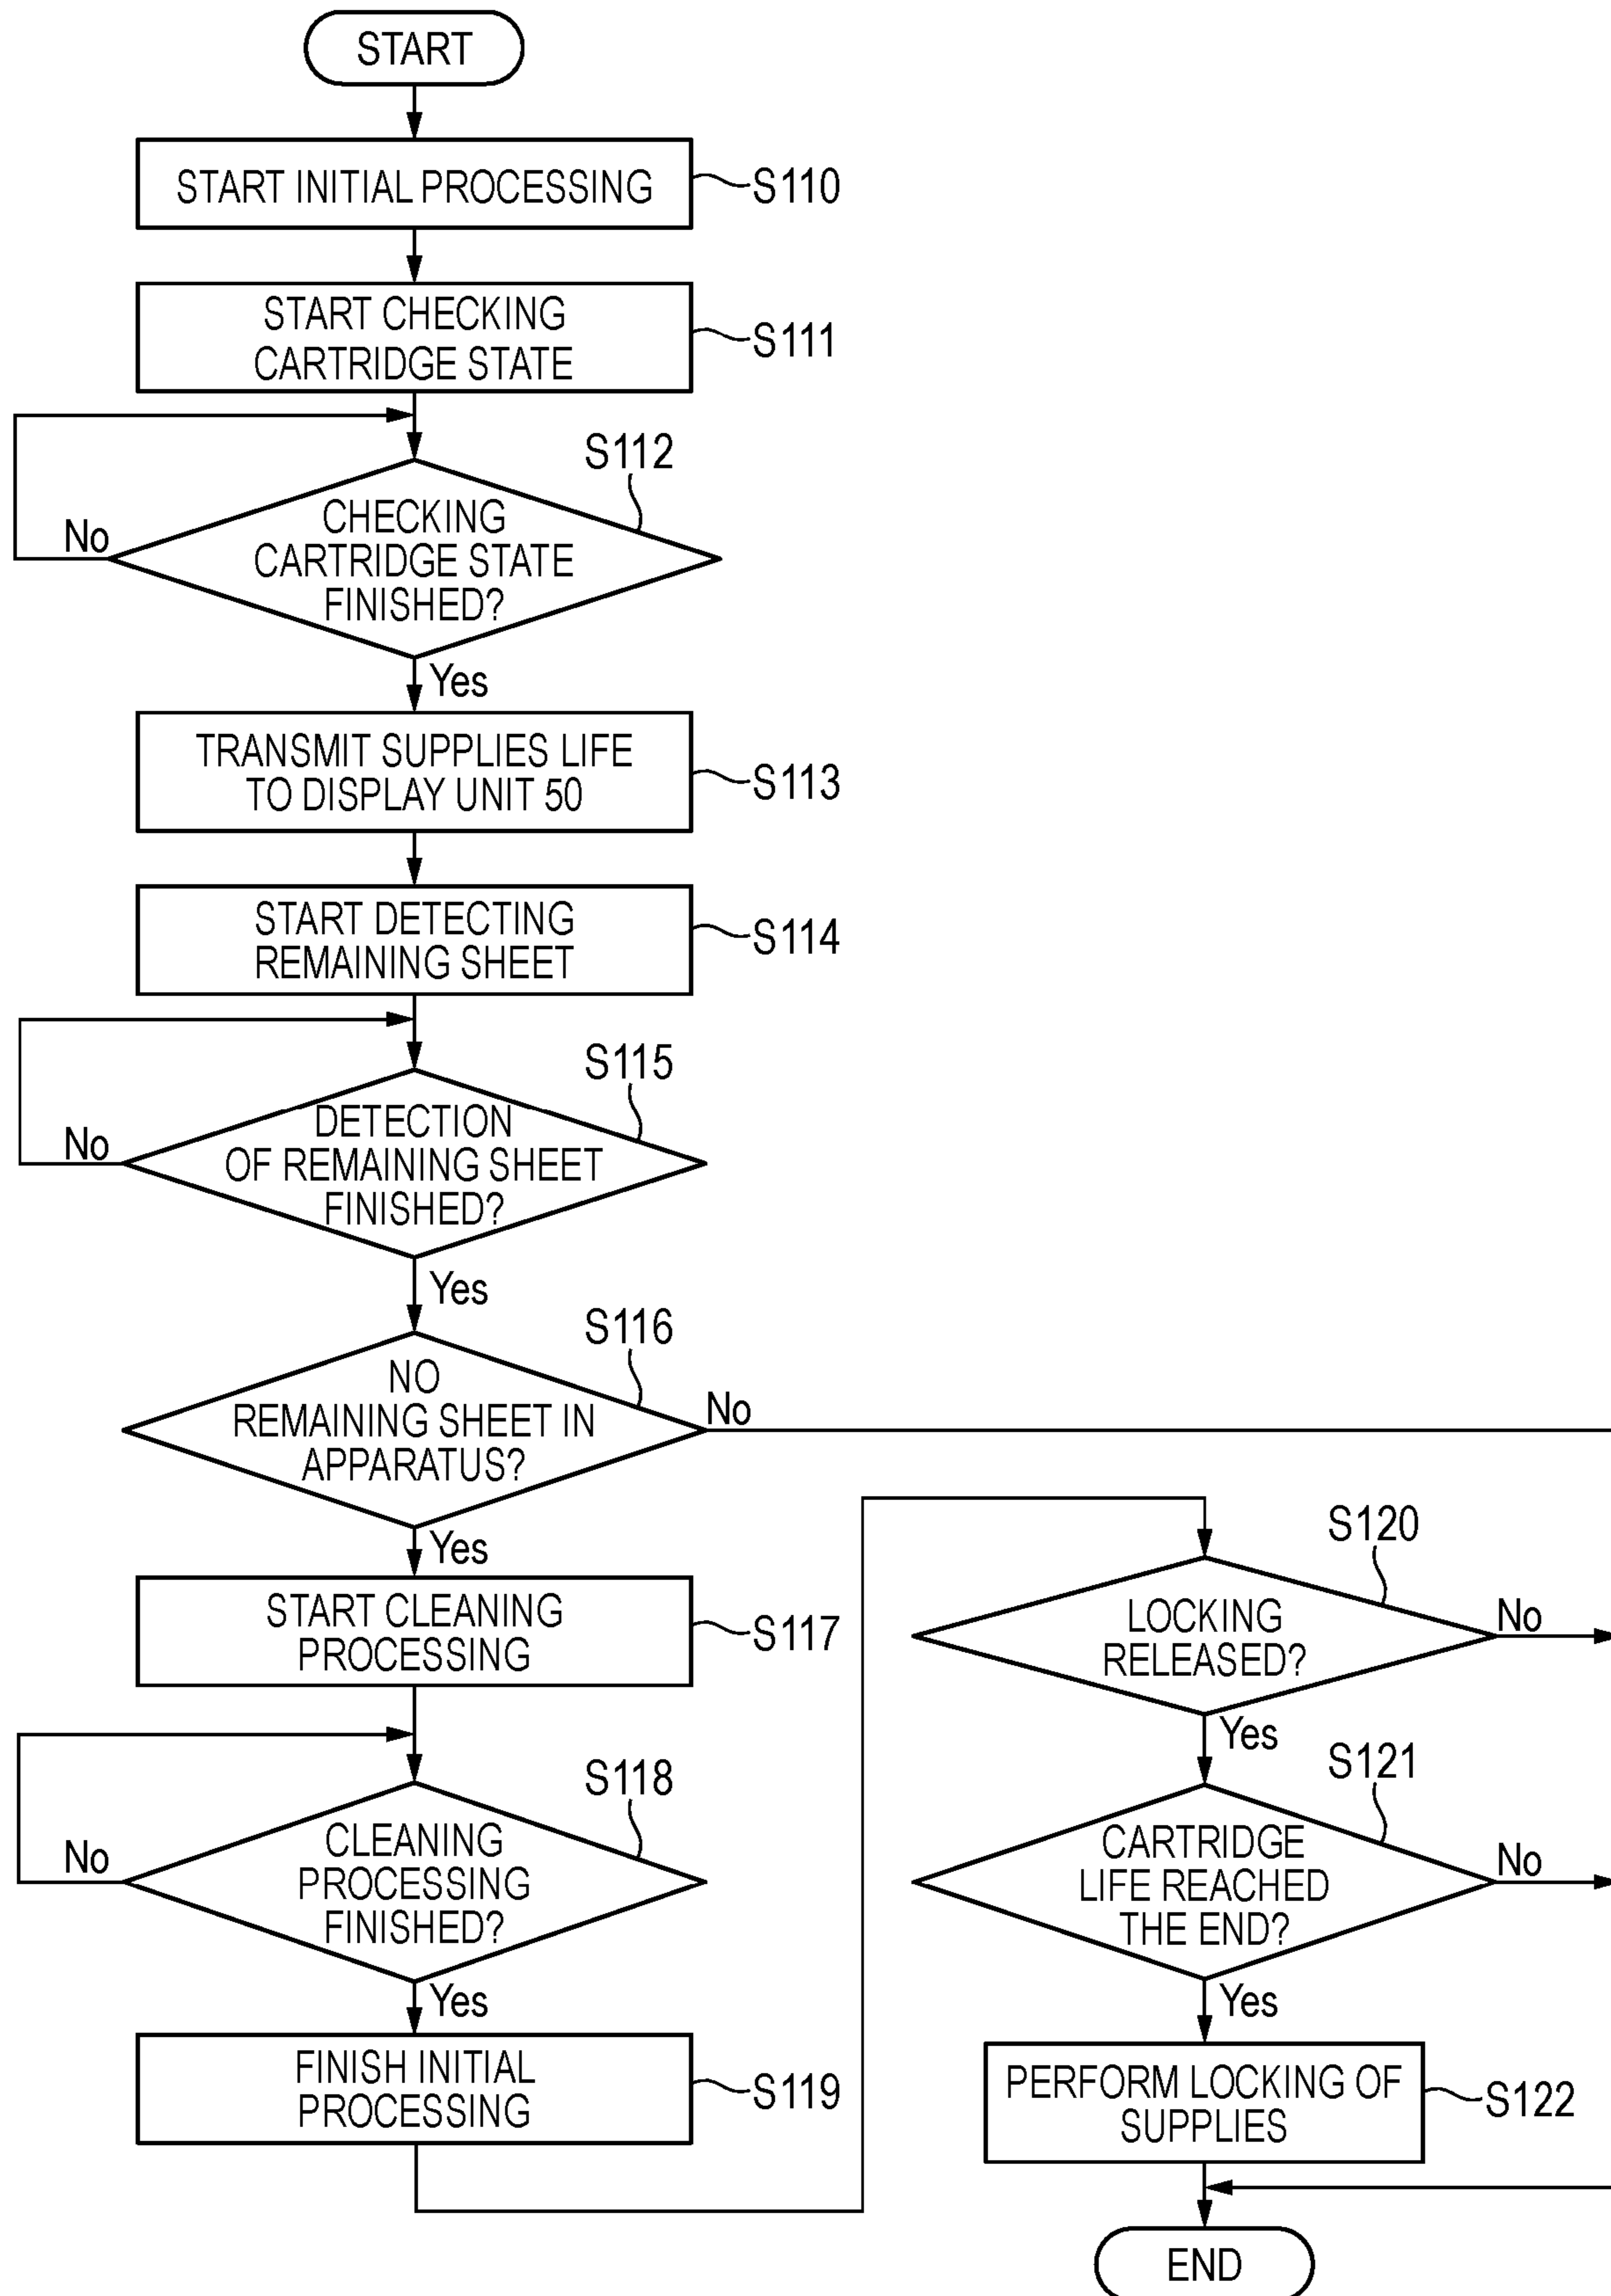 START
START INITIAL PROCESSING
S110
START CHECKING
CARTRIDGE STATE
S111
S112
CHECKING
CARTRIDGE STATE
FINISHED?
No
Yes
TRANSMIT SUPPLIES LIFE
TO DISPLAY UNIT 50
S113
START DETECTING
REMAINING SHEET
S114
S115
DETECTION
OF REMAINING SHEET
FINISHED?
No
Yes
S116
NO
REMAINING SHEET IN
APPARATUS?
No
Yes
START CLEANING
PROCESSING
S117
S118
CLEANING
PROCESSING
FINISHED?
No
Yes
FINISH INITIAL
PROCESSING
S119
S120
LOCKING
RELEASED?
No
Yes
S121
CARTRIDGE
LIFE REACHED
THE END?
No
Yes
PERFORM LOCKING OF
SUPPLIES
S122
END